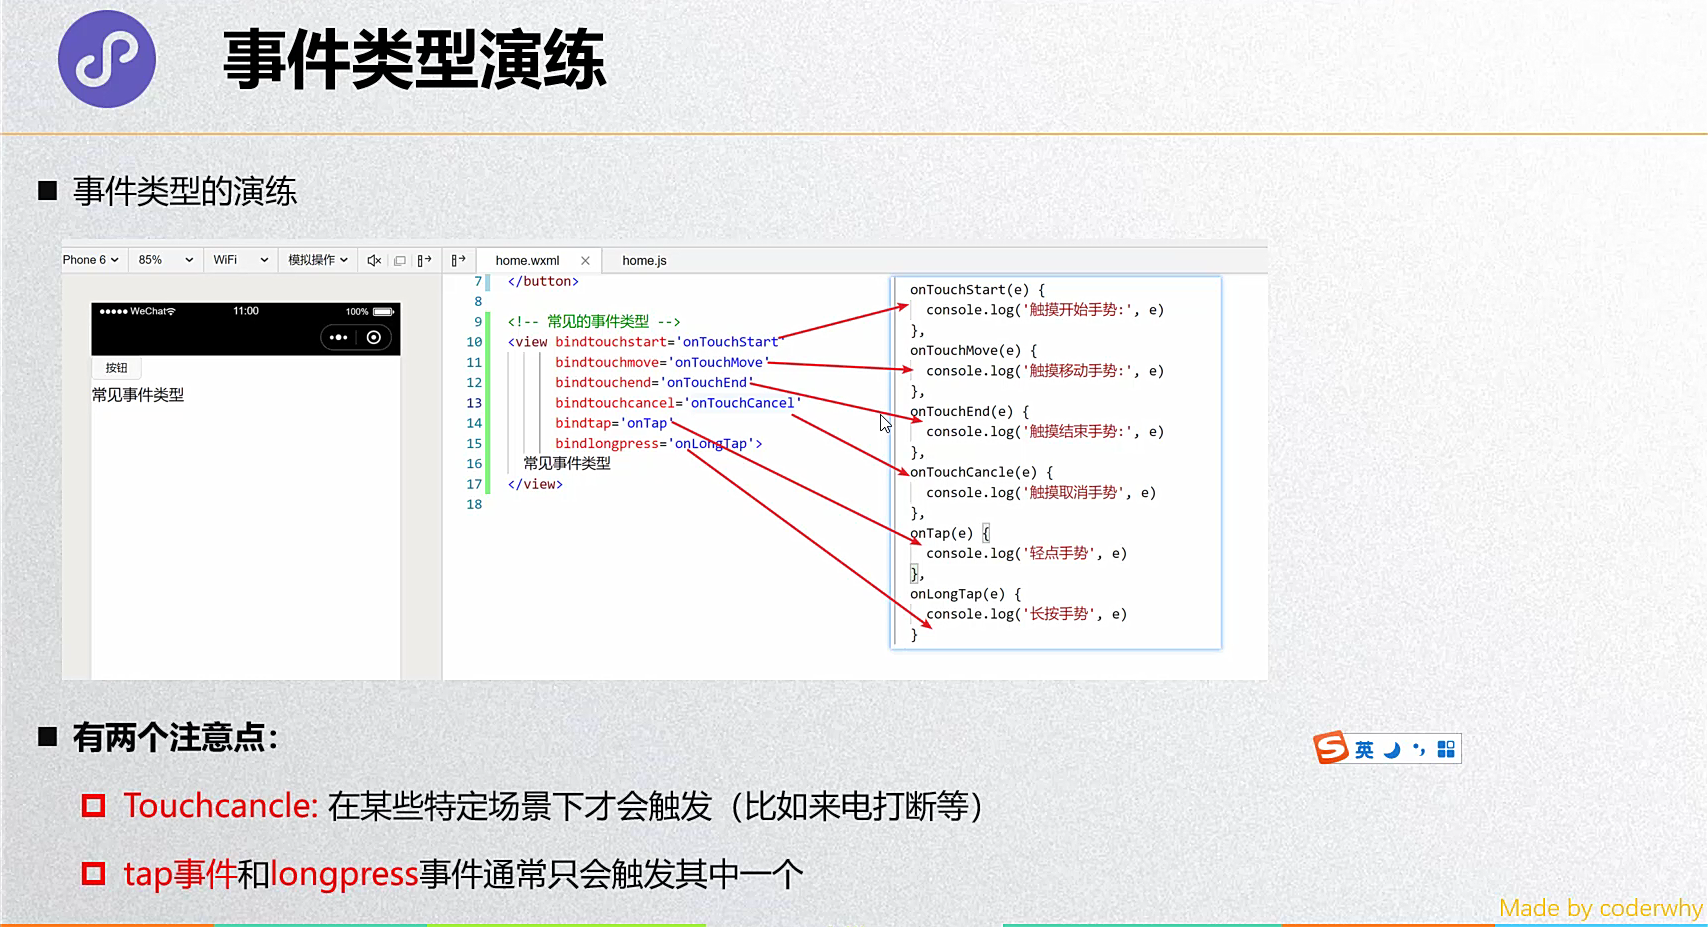 事件类型演练
事件类型的演练
Phone 6 85% WiFi 模拟操作 home.wxml home.js
●●●●● WeChat 11:00 100%
按钮
常见事件类型
7 </button>
8
9 <!-- 常见的事件类型 -->
10 <view bindtouchstart='onTouchStart'
11 bindtouchmove='onTouchMove'
12 bindtouchend='onTouchEnd'
13 bindtouchcancel='onTouchCancel'
14 bindtap='onTap'
15 bindlongpress='onLongTap'>
16 常见事件类型
17 </view>
18
onTouchStart(e) {
console.log('触摸开始手势:', e)
},
onTouchMove(e) {
console.log('触摸移动手势:', e)
},
onTouchEnd(e) {
console.log('触摸结束手势:', e)
},
onTouchCancle(e) {
console.log('触摸取消手势', e)
},
onTap(e) {
console.log('轻点手势', e)
},
onLongTap(e) {
console.log('长按手势', e)
}
有两个注意点：
Touchcancle: 在某些特定场景下才会触发（比如来电打断等）
tap事件和longpress事件通常只会触发其中一个
S英
Made by coderwhy